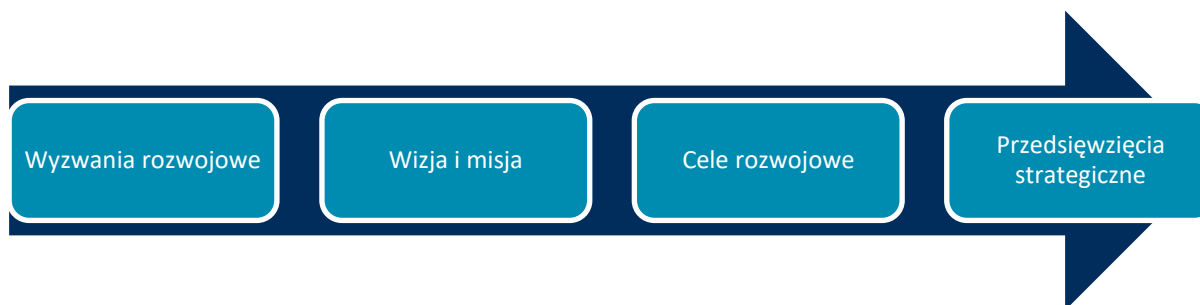 Wyzwania rozwojowe
Wizja i misja
Cele rozwojowe
Przedsięwzięcia
strategiczne